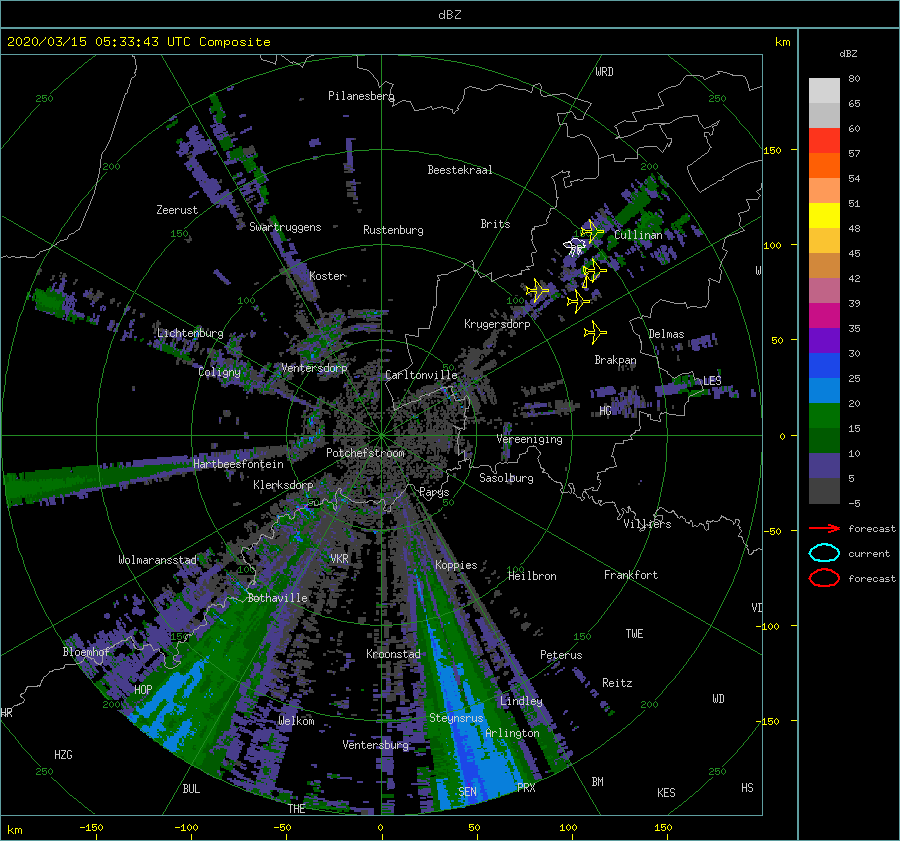 dBZ
2020/03/15 05:33:43 UTC Composite
km
dBZ
WRD
80
250
Pilanesberg
250
65
60
150
57
200
Beestekraal
200
54
Zeerust
51
Swartruggens
Rustenburg
Brits
150
Cullinan
48
100
45
W
Koster
42
100
100
39
Krugersdorp
Lichtenburg
Delmas
35
50
Brakpan
30
Coligny
Ventersdorp
Carltonville
LES
25
HG
20
15
0
Vereeniging
Potchefstroom
10
Hartbeesfontein
Sasolburg
5
Klerksdorp
Parys
50
50
-5
Villiers
forecast
-50
Wolmaransstad
VKR
Koppies
current
100
100
Heilbron
Frankfort
forecast
Bothaville
VI
-100
150
150
TWE
Bloemhof
Kroonstad
Peterus
HOP
Reitz
WD
200
Lindley
200
HR
Welkom
Steynsrus
-150
Arlington
HZG
Ventersburg
250
250
BUL
SEN
PRX
BM
KES
HS
THE
km
-150
-100
-50
0
50
100
150